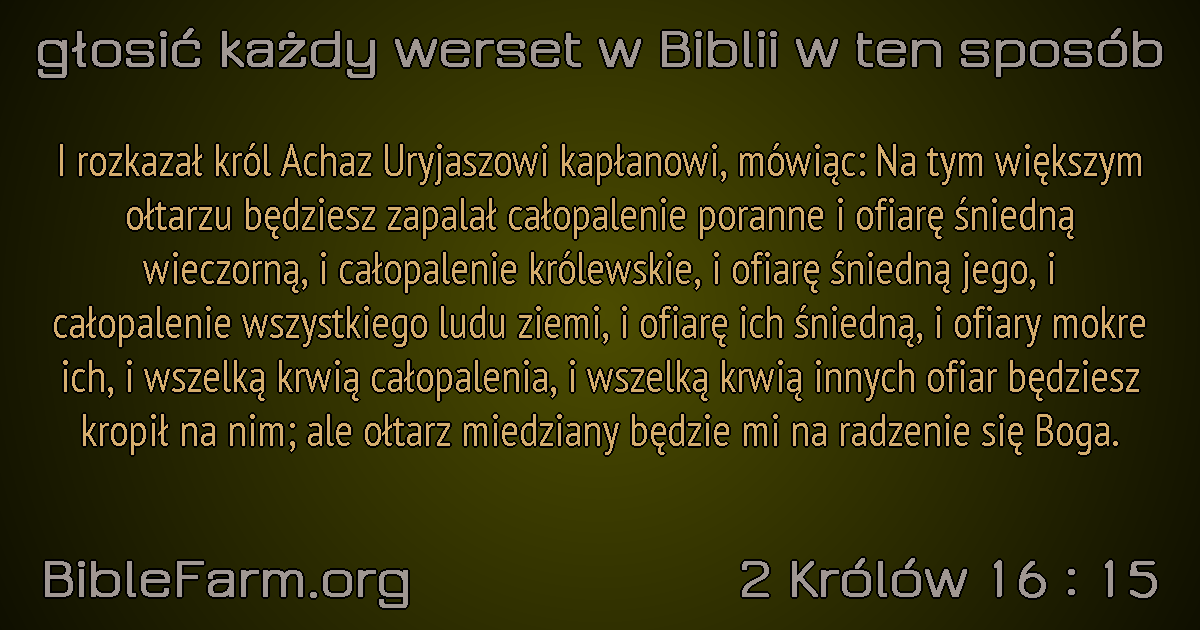 głosić każdy werset w Biblii w ten sposób
I rozkazał król Achaz Uryjaszowi kapłanowi, mówiąc: Na tym większym
ołtarzu będziesz zapalał całopalenie poranne i ofiarę śniedną
wieczorną, i całopalenie królewskie, i ofiarę śniedną jego, i
całopalenie wszystkiego ludu ziemi, i ofiarę ich śniedną, i ofiary mokre
ich, i wszelką krwią całopalenia, i wszelką krwią innych ofiar będziesz
kropił na nim; ale ołtarz miedziany będzie mi na radzenie się Boga.
BibleFarm.org
2 Królów 16 : 15